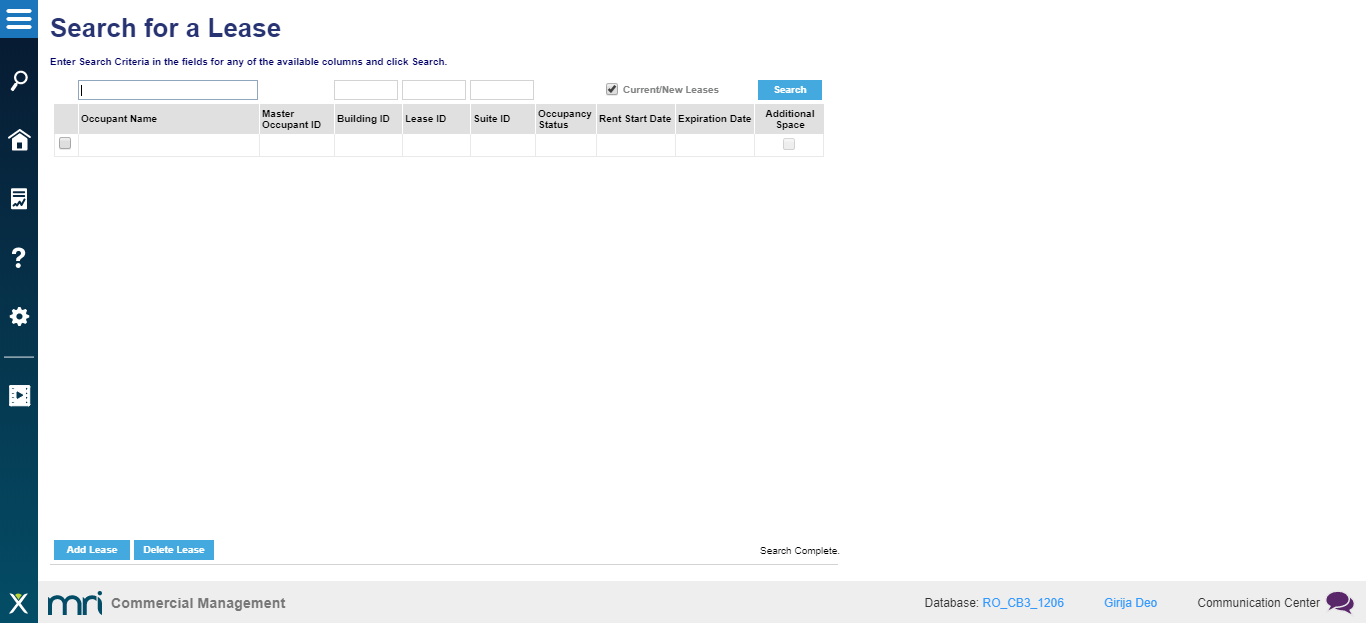 Search for a Lease
Enter Search Criteria in the fields for any of the available columns and click Search.
Current/New Leases
Search
Occupant Name
Master
Occupant ID
Building ID
Lease ID
Suite ID
Occupancy
Status
Rent Start Date
Expiration Date
Additional
Space
?
Add Lease
Delete Lease
Search Complete.
mri Commercial Management
Database: RO_CB3_1206
Girija Deo
Communication Center